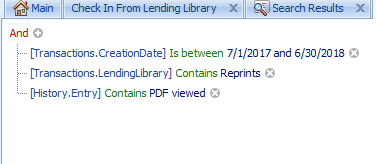 Main Check In From Lending Library Search Results
And
[Transactions.CreationDate] Is between 7/1/2017 and 6/30/2018
[Transactions.LendingLibrary] Contains Reprints
[History.Entry] Contains PDF viewed